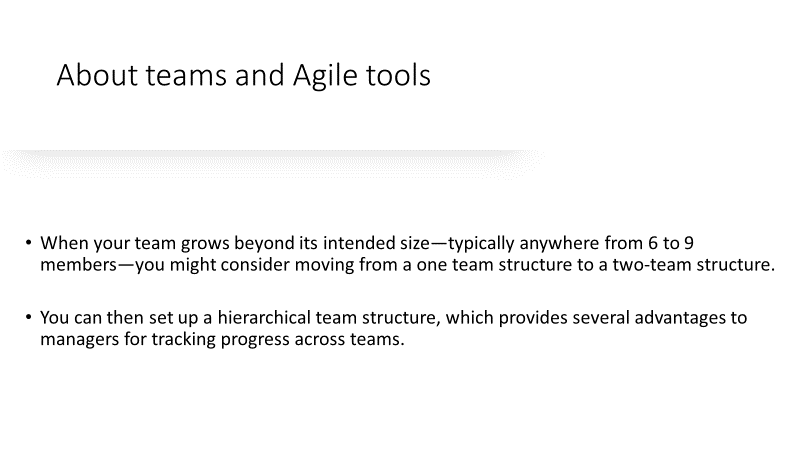 About teams and Agile tools
• When your team grows beyond its intended size—typically anywhere from 6 to 9
members—you might consider moving from a one team structure to a two-team structure.
• You can then set up a hierarchical team structure, which provides several advantages to
managers for tracking progress across teams.